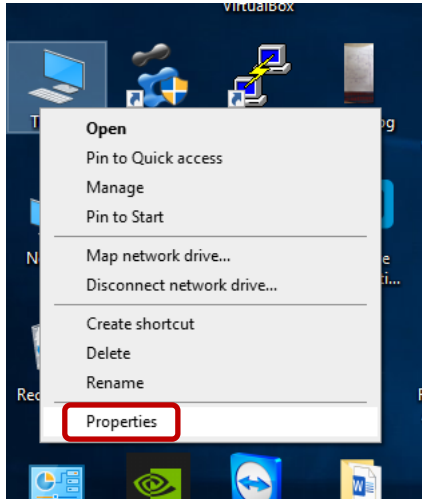 VirtualBox
Open
Pin to Quick access
Manage
Pin to Start
Map network drive...
Disconnect network drive...
Create shortcut
Delete
Rename
Properties